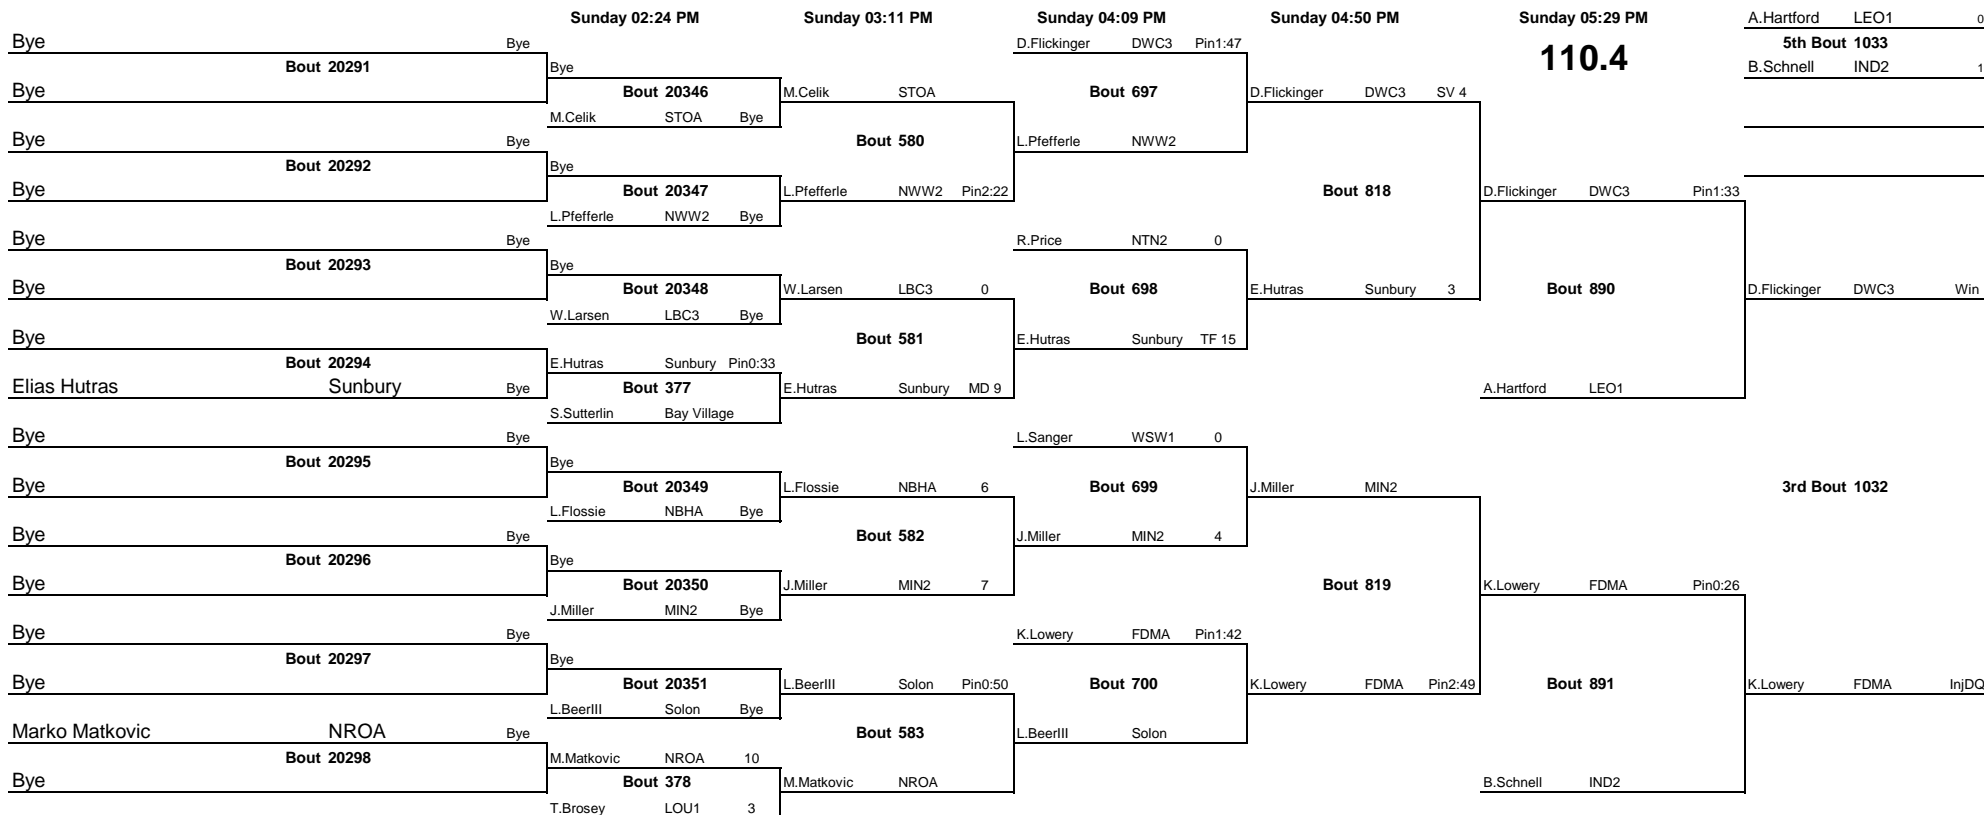 Sunday 02:24 PM Sunday 03:11 PM Sunday 04:09 PM Sunday 04:50 PM Sunday 05:29 PM A.Hartford LEO1 0
Bye Bye D.Flickinger DWC3 Pin1:47 110.4 5th Bout 1033
Bout 20291 Bye B.Schnell IND2 1
Bye Bout 20346 M.Celik STOA Bout 697 D.Flickinger DWC3 SV 4
M.Celik STOA Bye
Bye Bye Bout 580 L.Pfefferle NWW2
Bout 20292 Bye
Bye Bout 20347 L.Pfefferle NWW2 Pin2:22 Bout 818 D.Flickinger DWC3 Pin1:33
L.Pfefferle NWW2 Bye
Bye Bye R.Price NTN2 0
Bout 20293 Bye
Bye Bout 20348 W.Larsen LBC3 0 Bout 698 E.Hutras Sunbury 3 Bout 890 D.Flickinger DWC3 Win
W.Larsen LBC3 Bye
Bye Bye Bout 581 E.Hutras Sunbury TF 15
Bout 20294 E.Hutras Sunbury Pin0:33
Elias Hutras Sunbury Bye Bout 377 E.Hutras Sunbury MD 9 A.Hartford LEO1
S.Sutterlin Bay Village
Bye Bye L.Sanger WSW1 0
Bout 20295 Bye
Bye Bout 20349 L.Flossie NBHA 6 Bout 699 J.Miller MIN2 3rd Bout 1032
L.Flossie NBHA Bye
Bye Bye Bout 582 J.Miller MIN2 4
Bout 20296 Bye
Bye Bout 20350 J.Miller MIN2 7 Bout 819 K.Lowery FDMA Pin0:26
J.Miller MIN2 Bye
Bye Bye K.Lowery FDMA Pin1:42
Bout 20297 Bye
Bye Bout 20351 L.BeerIII Solon Pin0:50 Bout 700 K.Lowery FDMA Pin2:49 Bout 891 K.Lowery FDMA InjDQ
L.BeerIII Solon Bye
Marko Matkovic NROA Bye Bout 583 L.BeerIII Solon
Bout 20298 M.Matkovic NROA 10
Bye Bout 378 M.Matkovic NROA B.Schnell IND2
T.Brosey LOU1 3